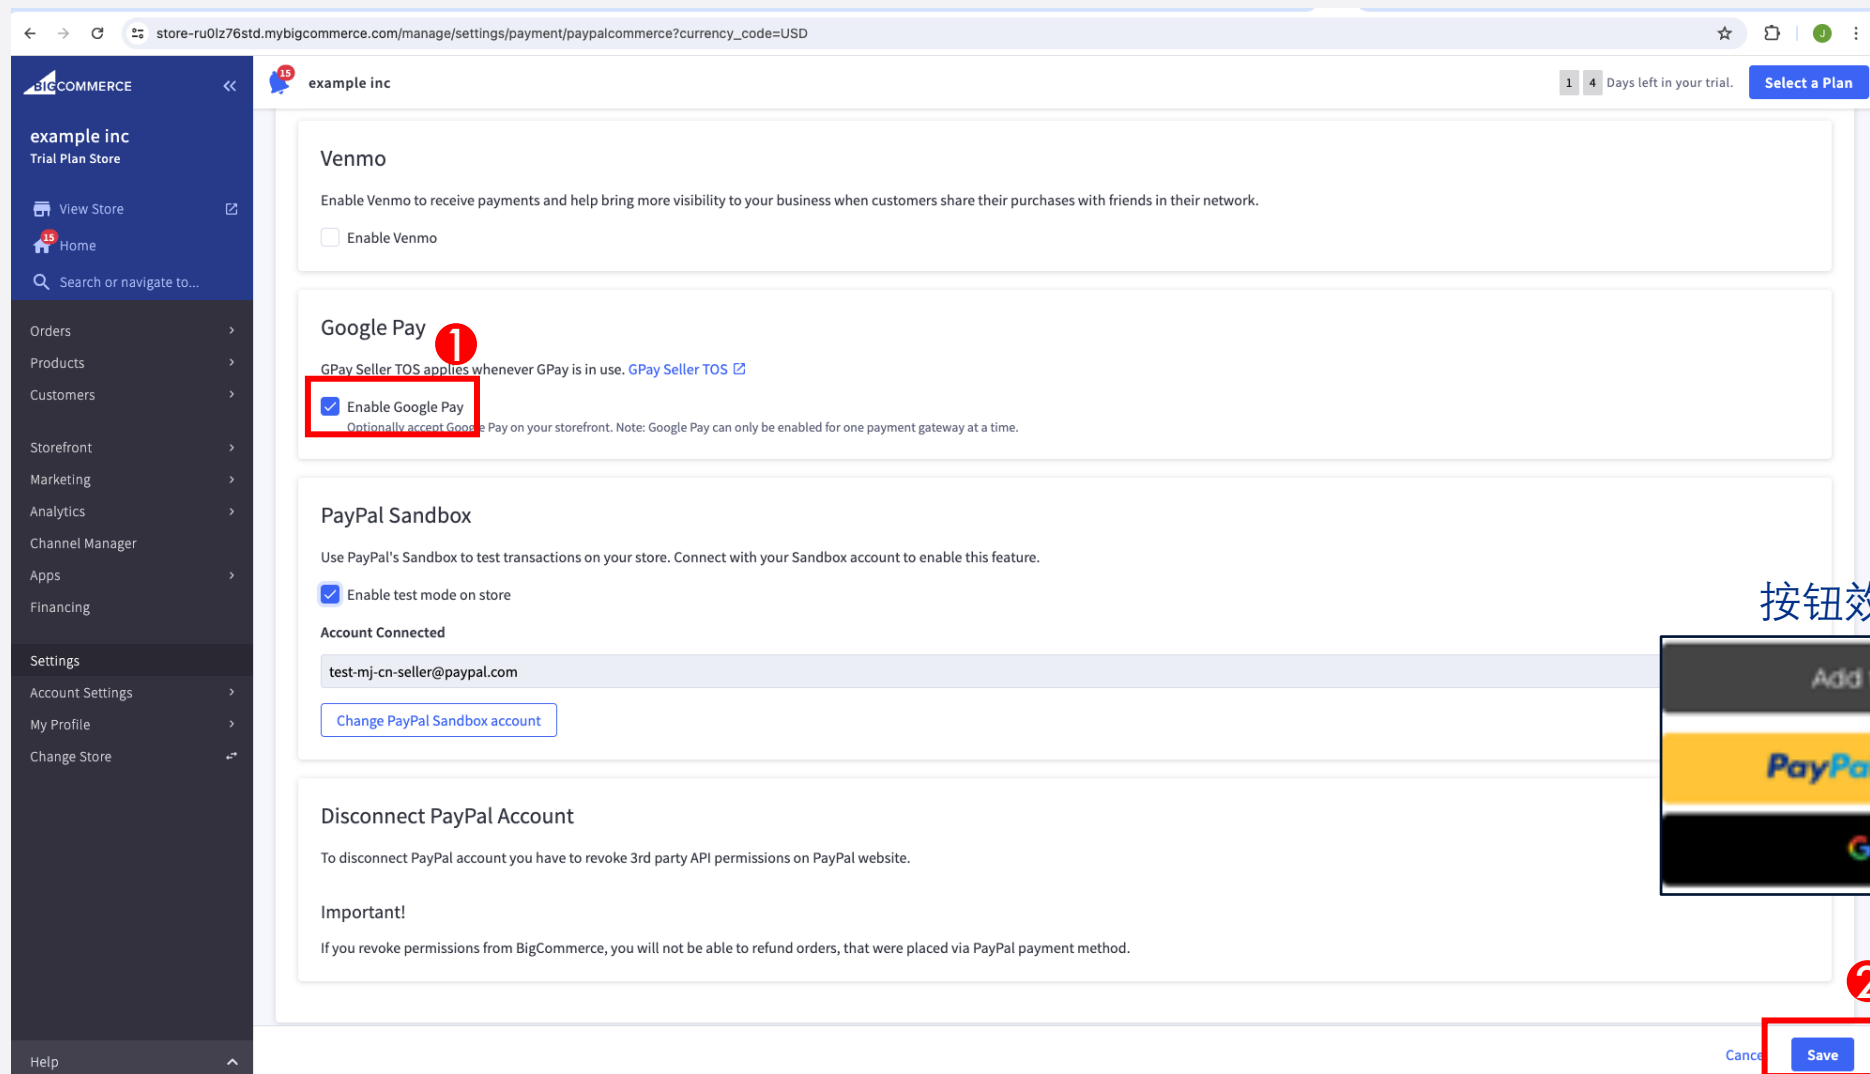 store-ru0lz76std.mybigcommerce.com/manage/settings/payment/paypalcommerce?currency_code=USD
J
BIGCOMMERCE
15
example inc
1 4 Days left in your trial.
Select a Plan
example inc
Trial Plan Store
View Store
15
Home
Search or navigate to...
Orders
Products
Customers
Storefront
Marketing
Analytics
Channel Manager
Apps
Financing
Settings
Account Settings
My Profile
Change Store
Help
Venmo
Enable Venmo to receive payments and help bring more visibility to your business when customers share their purchases with friends in their network.
Enable Venmo
Google Pay
1
GPay Seller TOS applies whenever GPay is in use. GPay Seller TOS
Enable Google Pay
Optionally accept Google Pay on your storefront. Note: Google Pay can only be enabled for one payment gateway at a time.
PayPal Sandbox
Use PayPal's Sandbox to test transactions on your store. Connect with your Sandbox account to enable this feature.
Enable test mode on store
Account Connected
test-mj-cn-seller@paypal.com
Change PayPal Sandbox account
Disconnect PayPal Account
To disconnect PayPal account you have to revoke 3rd party API permissions on PayPal website.
Important!
If you revoke permissions from BigCommerce, you will not be able to refund orders, that were placed via PayPal payment method.
按钮效
Add
PayPa
G
2
Cance
Save